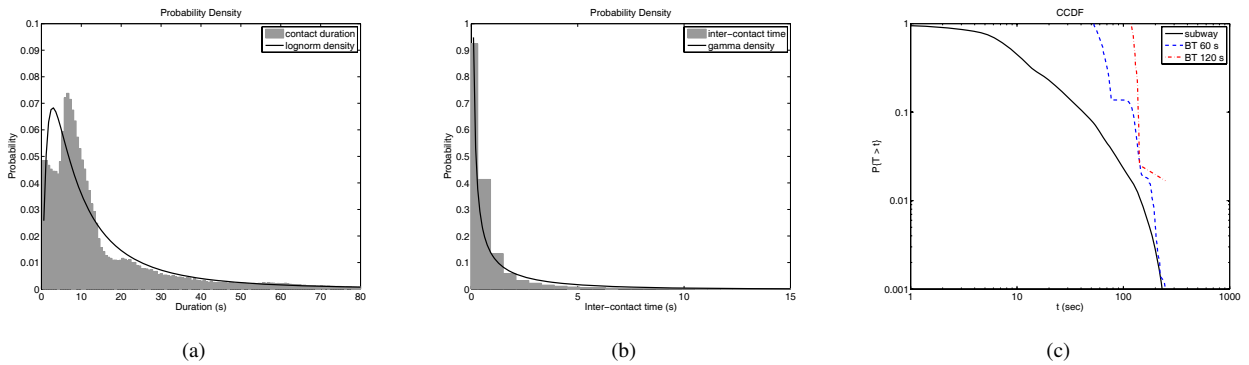 Probability Density
0.1
0.09
0.08
0.07
0.06
0.05
0.04
0.03
0.02
0.01
0
Probability
contact duration
lognorm density
0 10 20 30 40 50 60 70 80
Duration (s)
(a)
Probability Density
1
0.9
0.8
0.7
0.6
0.5
0.4
0.3
0.2
0.1
0
Probability
inter-contact time
gamma density
0 5 10 15
Inter-contact time (s)
(b)
CCDF
1
0.1
0.01
0.001
P{T > t}
subway
BT 60 s
BT 120 s
1 10 100 1000
t (sec)
(c)